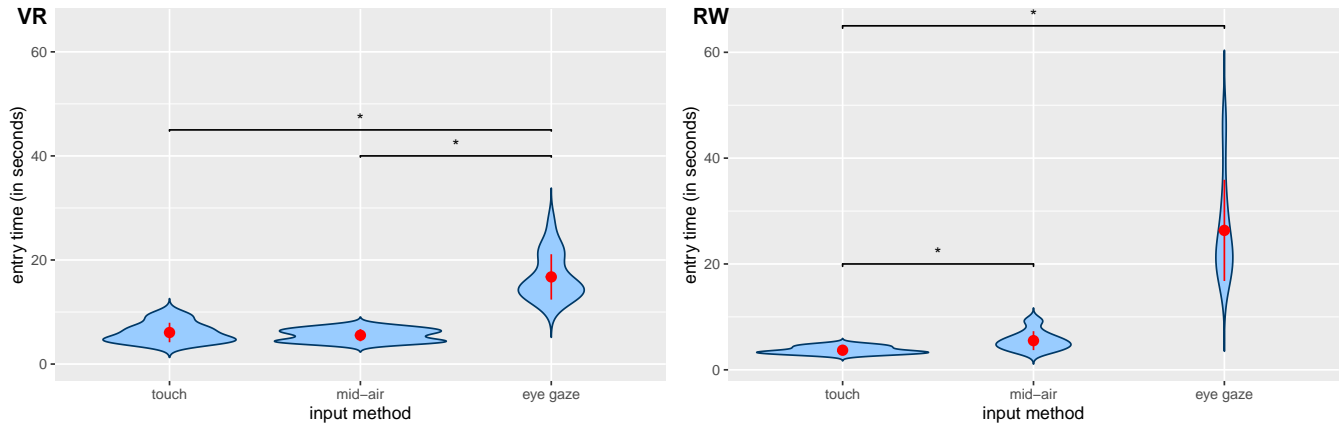 VR
entry time (in seconds)
60
40
20
0
*
*
touch
mid−air
eye gaze
input method
RW
entry time (in seconds)
60
40
20
0
*
*
touch
mid−air
eye gaze
input method